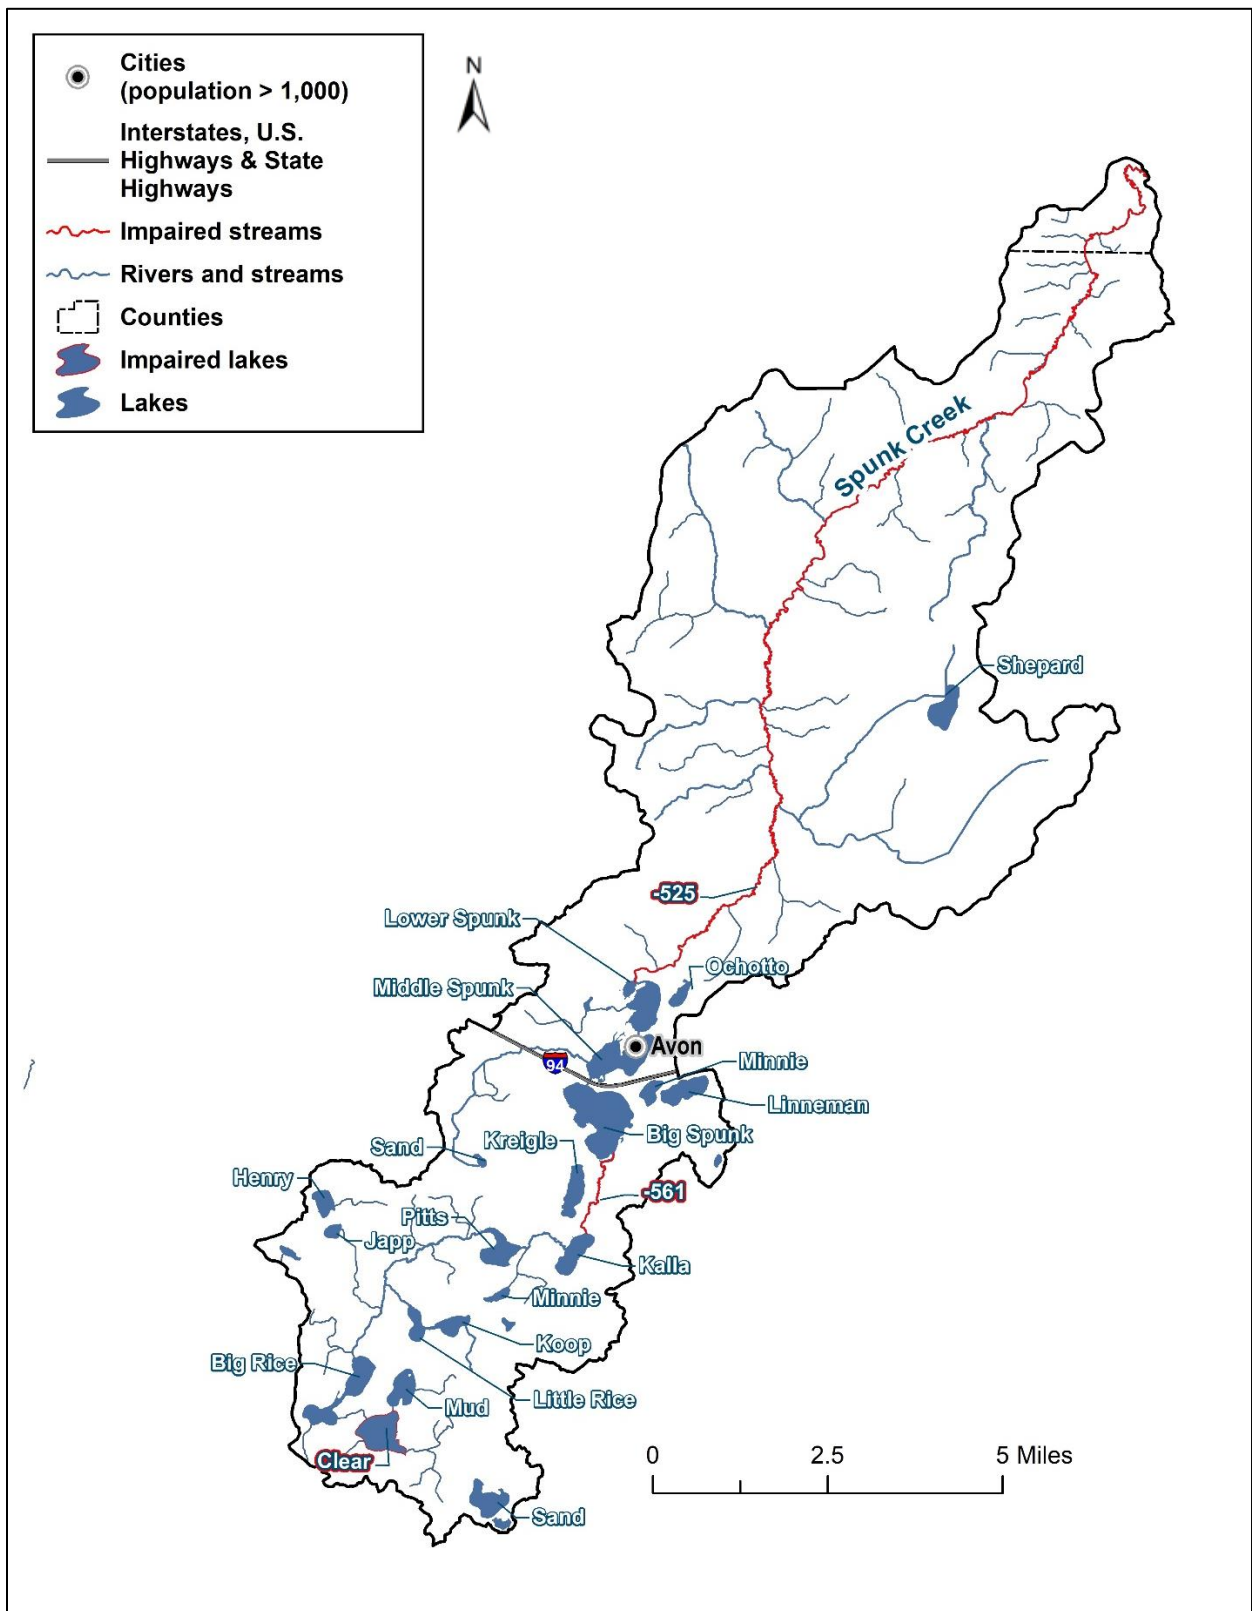 Cities
(population > 1,000)
Interstates, U.S.
Highways & State
Highways
Impaired streams
Rivers and streams
Counties
Impaired lakes
Lakes
N
Spunk Creek
Shepard
-525
Lower Spunk
Ochotto
Middle Spunk
Avon
94
Minnie
Linneman
Big Spunk
Kreigle
Sand
Henry
-561
Pitts
Japp
Kalla
Minnie
Koop
Big Rice
Little Rice
Mud
Clear
Sand
0 2.5 5 Miles